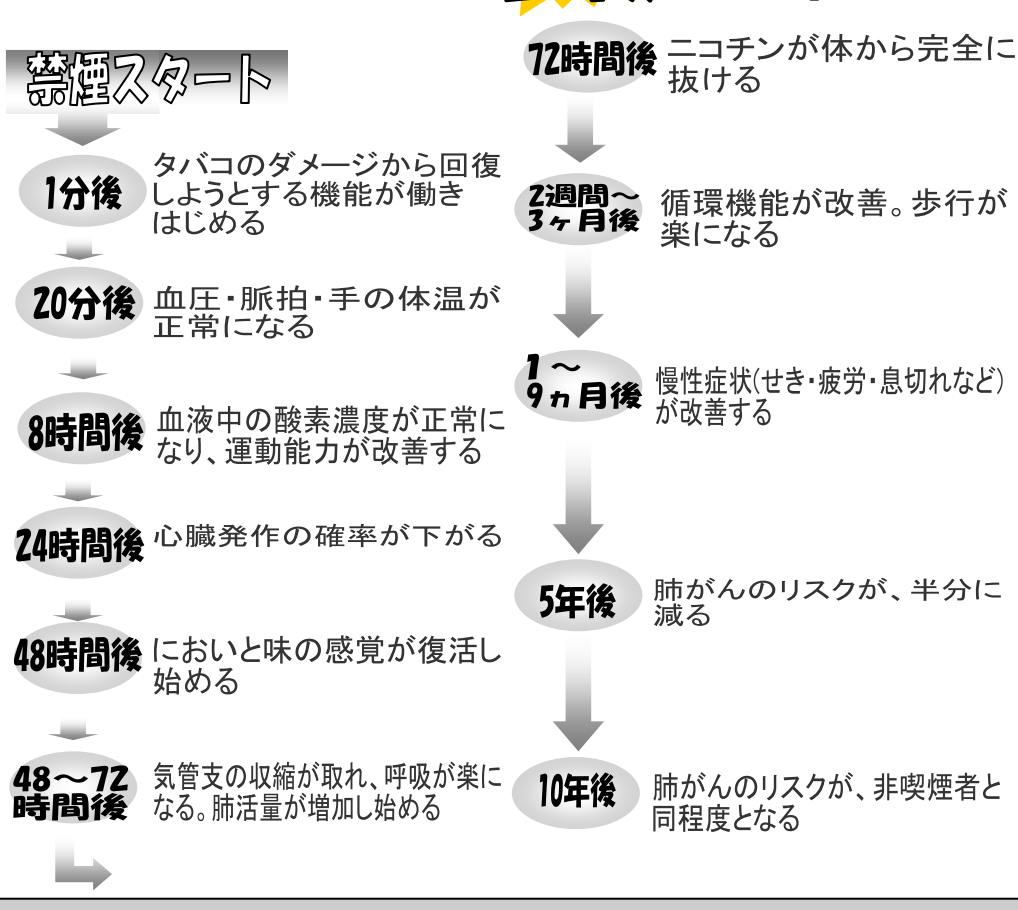 禁煙スタート
1分後
タバコのダメージから回復
しようとする機能が働き
はじめる
20分後
血圧・脈拍・手の体温が
正常になる
8時間後
血液中の酸素濃度が正常に
なり、運動能力が改善する
24時間後
心臓発作の確率が下がる
48時間後
においと味の感覚が復活し
始める
48～72
時間後
気管支の収縮が取れ、呼吸が楽に
なる。肺活量が増加し始める
72時間後
ニコチンが体から完全に
抜ける
2週間～
3ヶ月後
循環機能が改善。歩行が
楽になる
1～
9ヵ月後
慢性症状(せき・疲労・息切れなど)
が改善する
5年後
肺がんのリスクが、半分に
減る
10年後
肺がんのリスクが、非喫煙者と
同程度となる